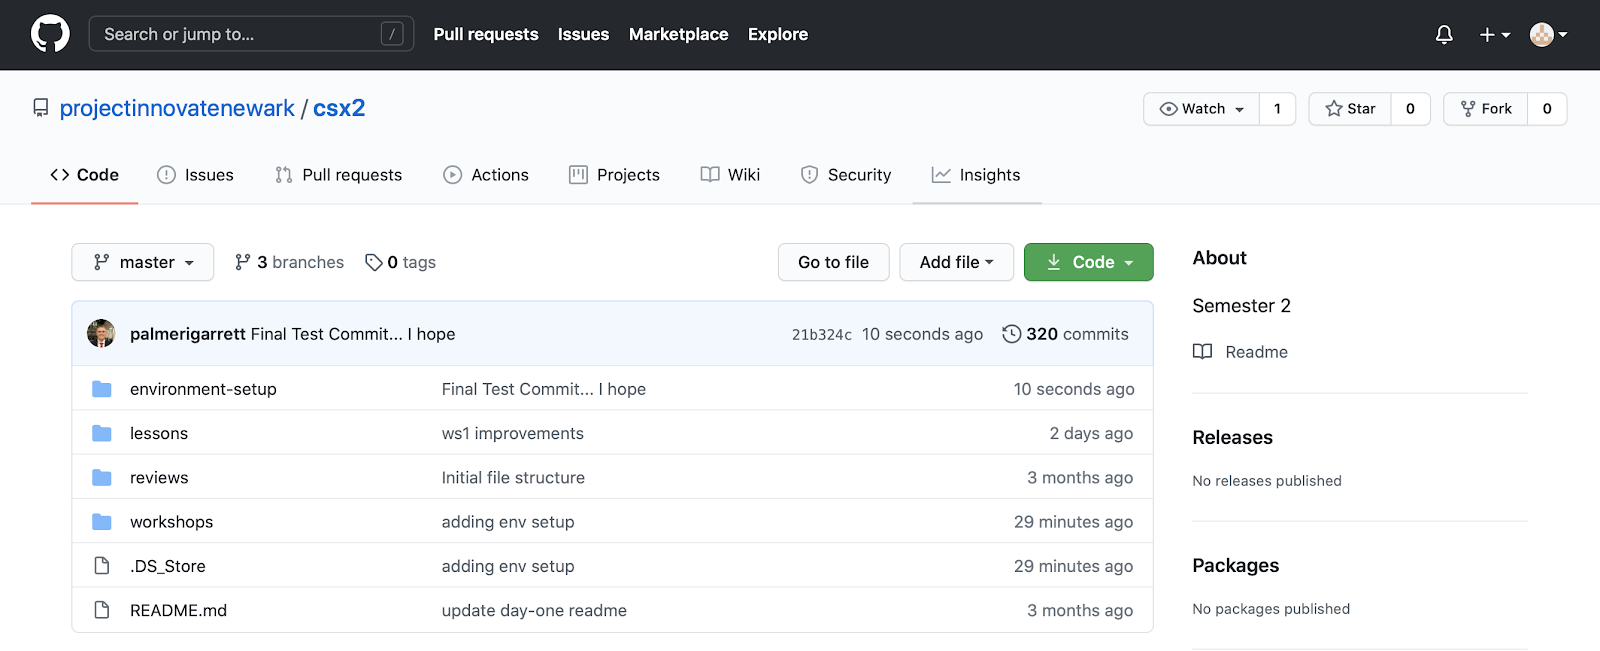 Search or jump to... /
Pull requests Issues Marketplace Explore
projectinnovatenewark / csx2
Watch 1 Star 0 Fork 0
Code Issues Pull requests Actions Projects Wiki Security Insights
master 3 branches 0 tags Go to file Add file Code
palmerigarrett Final Test Commit... I hope 21b324c 10 seconds ago 320 commits
environment-setup Final Test Commit... I hope 10 seconds ago
lessons ws1 improvements 2 days ago
reviews Initial file structure 3 months ago
workshops adding env setup 29 minutes ago
.DS_Store adding env setup 29 minutes ago
README.md update day-one readme 3 months ago
About
Semester 2
Readme
Releases
No releases published
Packages
No packages published